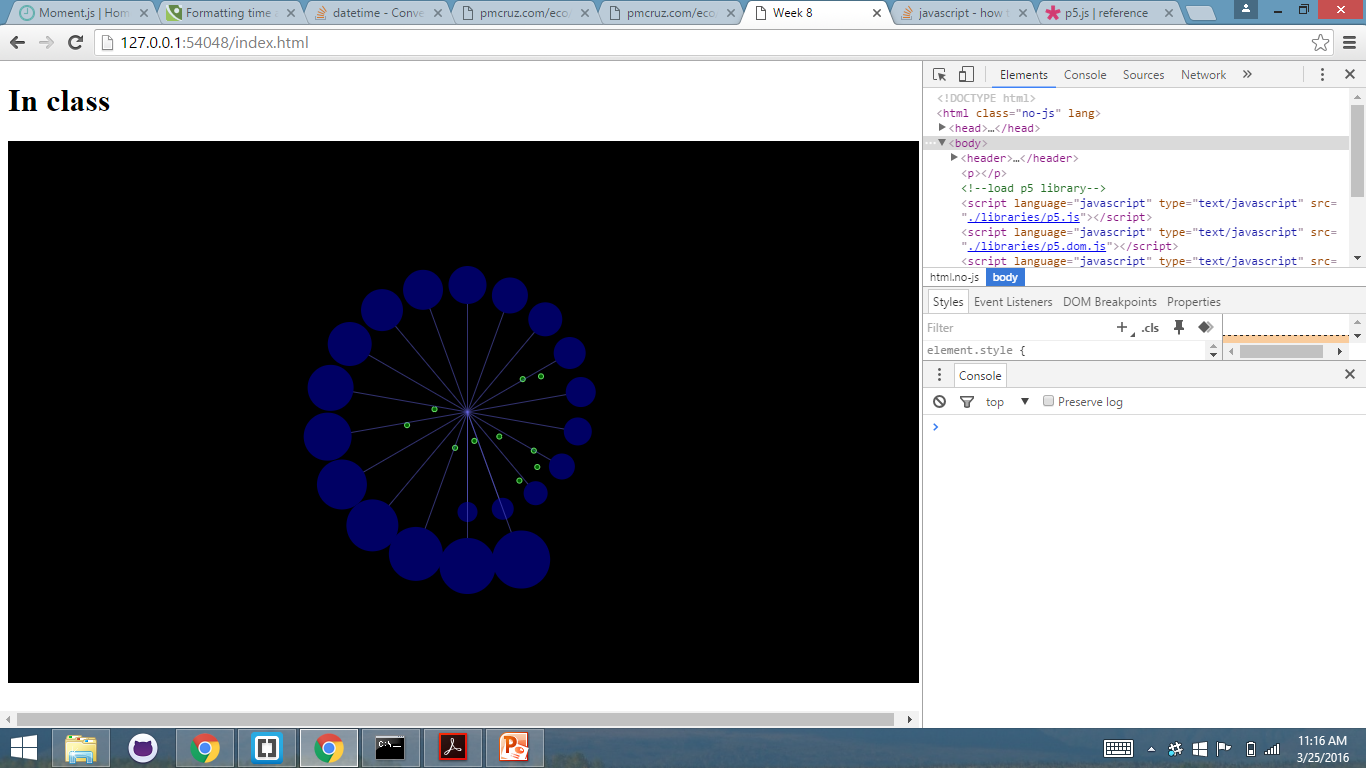 Moment.js | Hom
Formatting time a
datetime - Conve
pmcruz.com/eco
pmcruz.com/eco
Week 8
javascript - how t
p5.js | reference
127.0.0.1:54048/index.html
In class
Elements Console Sources Network »
<!DOCTYPE html>
<html class="no-js" lang>
<head>…</head>
<body>
<header>…</header>
<p></p>
<!--load p5 library-->
<script language="javascript" type="text/javascript" src=
"./libraries/p5.js"></script>
<script language="javascript" type="text/javascript" src=
"./libraries/p5.dom.js"></script>
<script language="javascript" type="text/javascript" src=
html.no-js body
Styles Event Listeners DOM Breakpoints Properties
Filter + .cls
element.style {
Console
top Preserve log
11:16 AM
3/25/2016